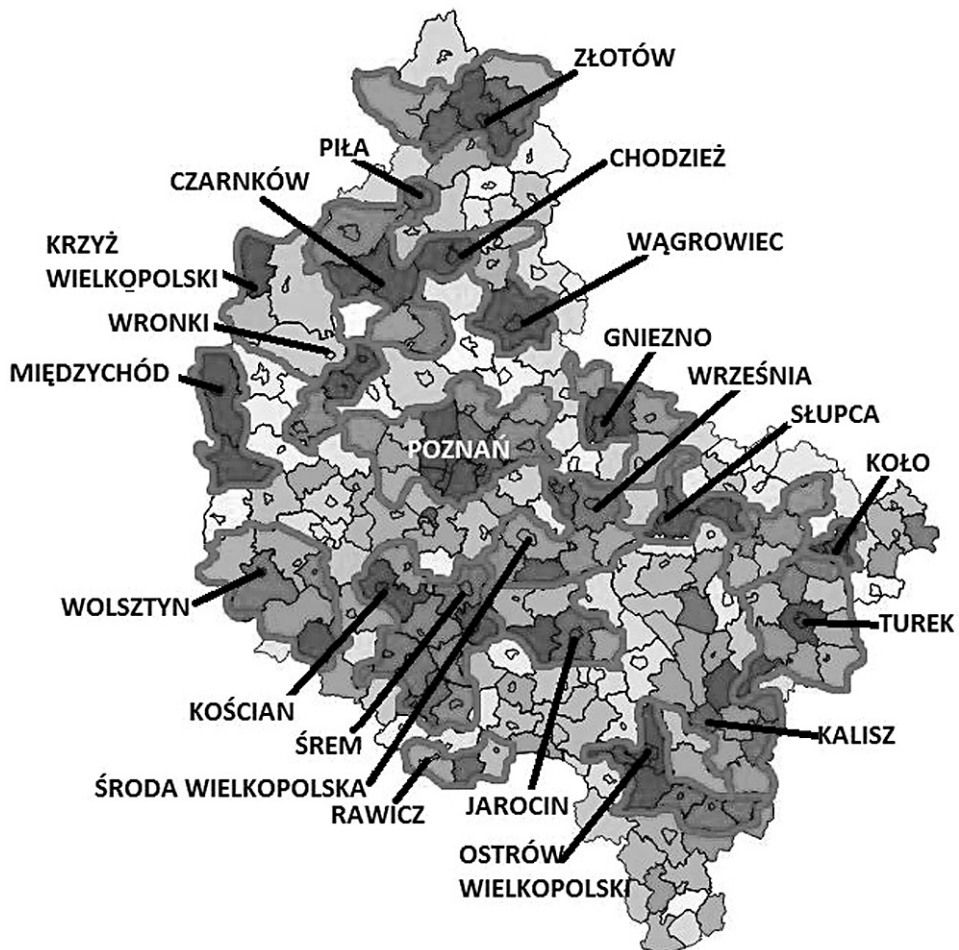 ZŁOTÓW
PIŁA
CHODZIEŻ
CZARNKÓW
KRZYŻ
WIELKOPOLSKI
WĄGROWIEC
WRONKI
GNIEZNO
MIĘDZYCHÓD
WRZEŚNIA
SŁUPCA
POZNAŃ
KOŁO
WOLSZTYN
TUREK
KOŚCIAN
KALISZ
ŚREM
ŚRODA WIELKOPOLSKA
RAWICZ
JAROCIN
OSTRÓW
WIELKOPOLSKI